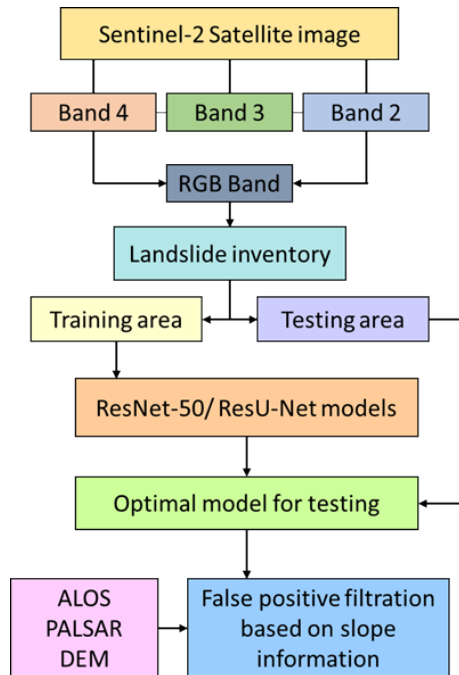 Sentinel-2 Satellite image
Band 4
Band 3
Band 2
RGB Band
Landslide inventory
Training area
Testing area
ResNet-50/ ResU-Net models
Optimal model for testing
ALOS
PALSAR
DEM
False positive filtration
based on slope
information